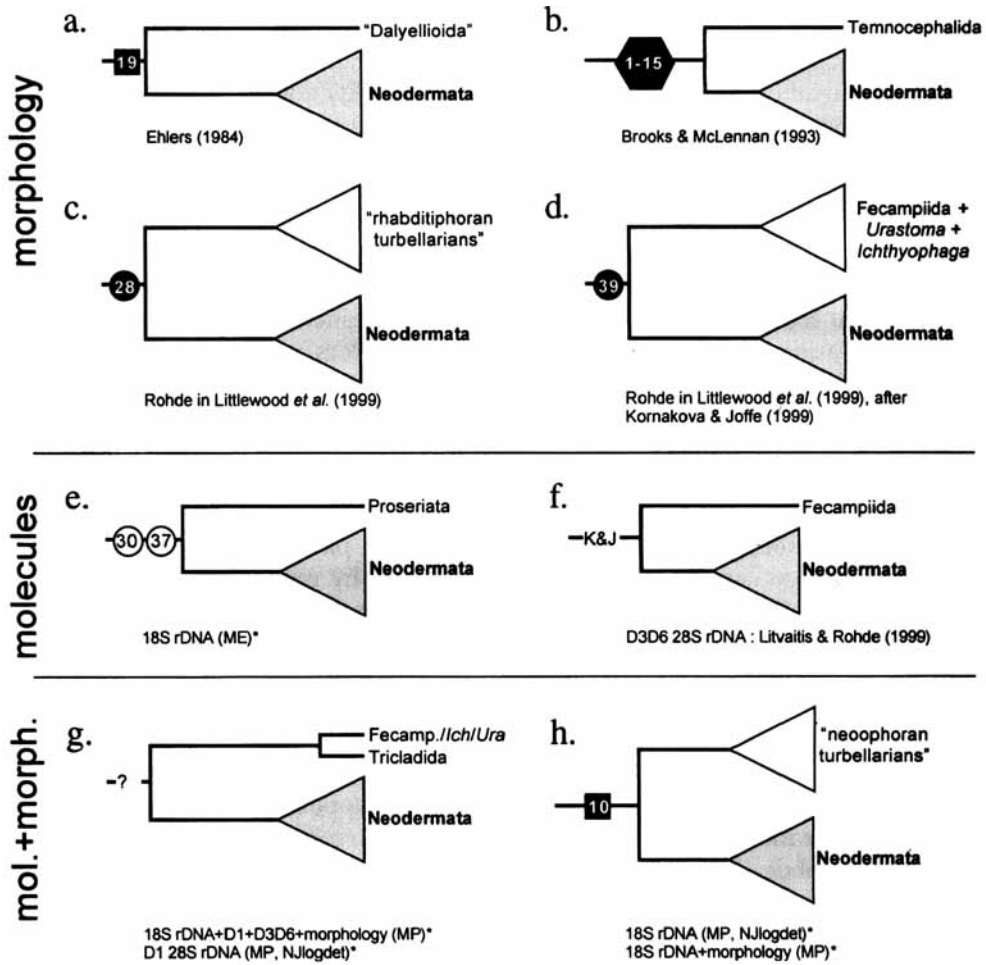 morphology
a.
"Dalyellioida"
19
Neodermata
Ehlers (1984)
b.
Temnocephalida
1-15
Neodermata
Brooks & McLennan (1993)
c.
"rhabditiphoran
turbellarians"
28
Neodermata
Rohde in Littlewood et al. (1999)
d.
Fecampiida +
Urastoma +
Ichthyophaga
39
Neodermata
Rohde in Littlewood et al. (1999), after
Kornakova & Joffe (1999)
molecules
e.
Proseriata
30 37
Neodermata
18S rDNA (ME)*
f.
Fecampiida
K&J
Neodermata
D3D6 28S rDNA : Litvaitis & Rohde (1999)
mol.+morph.
g.
Fecamp./Ich/Ura
Tricladida
?
Neodermata
18S rDNA+D1+D3D6+morphology (MP)*
D1 28S rDNA (MP, NJlogdet)*
h.
"neoophoran
turbellarians"
10
Neodermata
18S rDNA (MP, NJlogdet)*
18S rDNA+morphology (MP)*